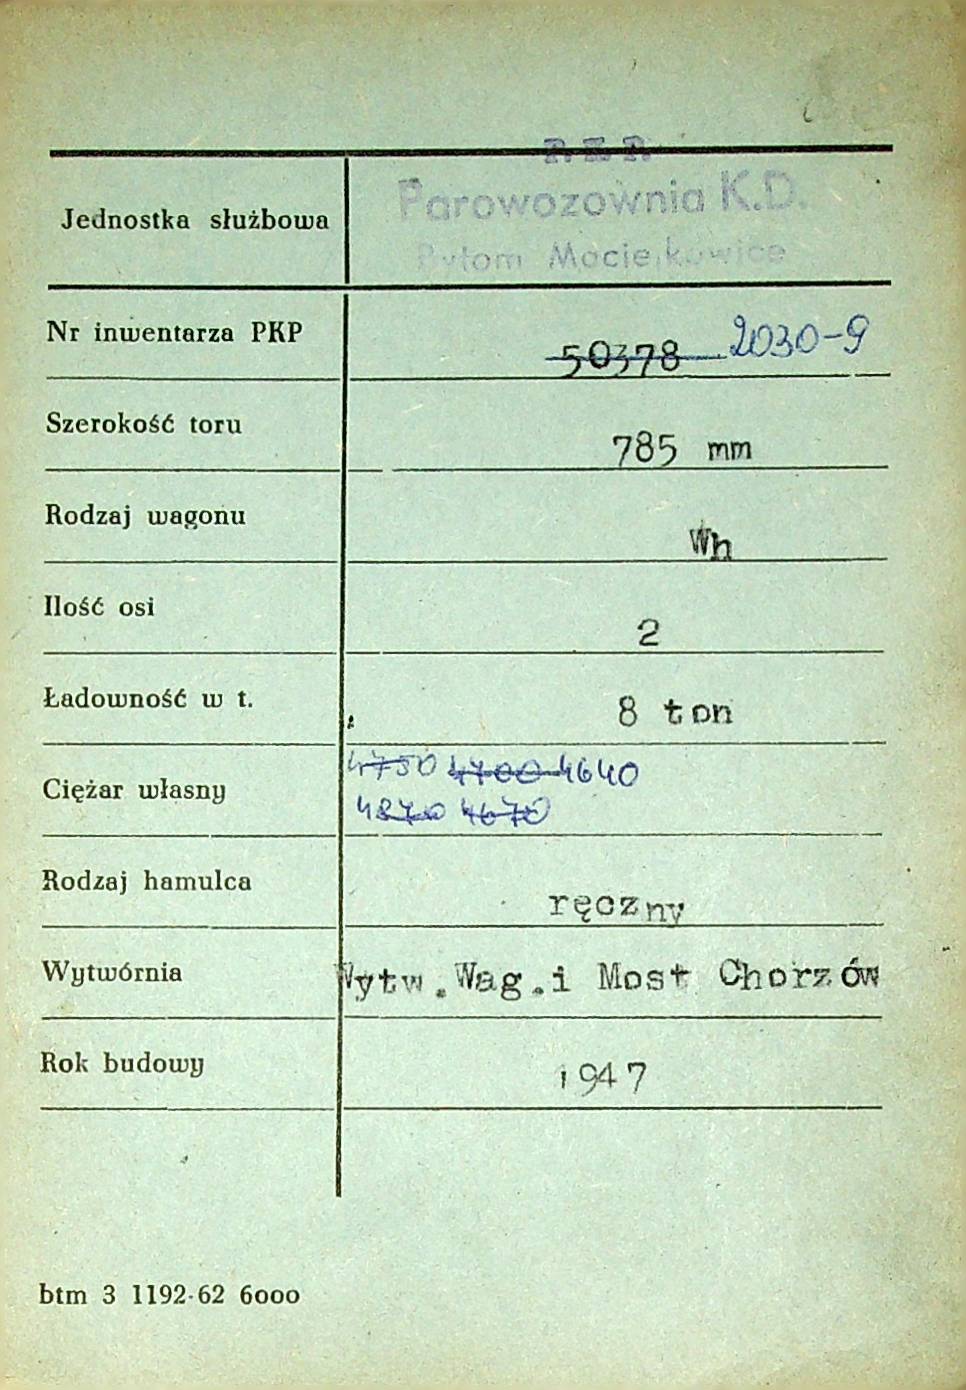 P.K.P.
Jednostka służbowa Parowozownia K.D.
Bytom Maciejkowice
Nr inwentarza PKP 50378 2030-9
Szerokość toru 785 mm
Rodzaj wagonu Wh
Ilość osi 2
Ładowność w t. 8 ton
Ciężar własny 4750 4700 4640
4870 4670
Rodzaj hamulca ręczny
Wytwórnia Wytw.Wag.i Most Chorzów
Rok budowy 1947
btm 3 1192-62 6000